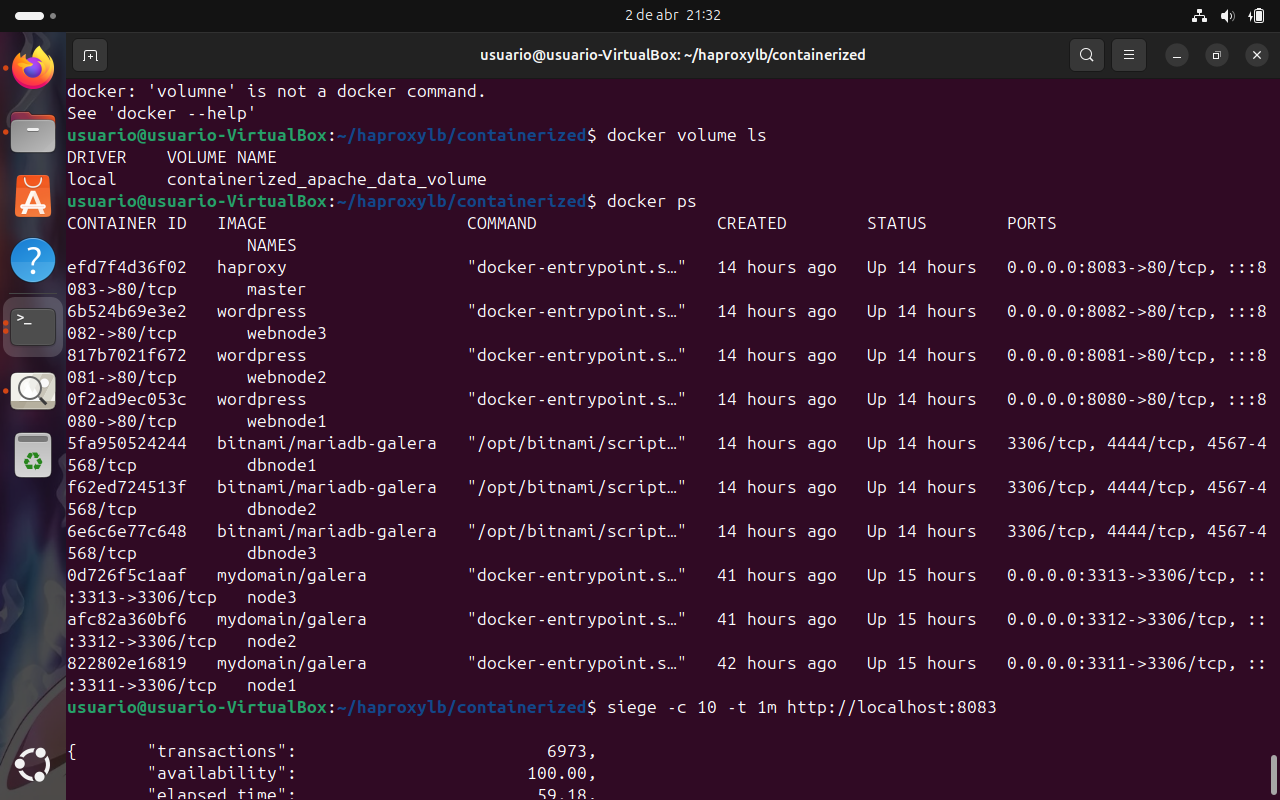 2 de abr 21:32
usuario@usuario-VirtualBox: ~/haproxylb/containerized
docker: 'volumne' is not a docker command.
See 'docker --help'
usuario@usuario-VirtualBox:~/haproxylb/containerized$ docker volume ls
DRIVER    VOLUME NAME
local     containerized_apache_data_volume
usuario@usuario-VirtualBox:~/haproxylb/containerized$ docker ps
CONTAINER ID   IMAGE                    COMMAND                  CREATED        STATUS        PORTS
                  NAMES
efd7f4d36f02   haproxy                  "docker-entrypoint.s…"   14 hours ago   Up 14 hours   0.0.0.0:8083->80/tcp, :::8
083->80/tcp       master
6b524b69e3e2   wordpress                "docker-entrypoint.s…"   14 hours ago   Up 14 hours   0.0.0.0:8082->80/tcp, :::8
082->80/tcp       webnode3
817b7021f672   wordpress                "docker-entrypoint.s…"   14 hours ago   Up 14 hours   0.0.0.0:8081->80/tcp, :::8
081->80/tcp       webnode2
0f2ad9ec053c   wordpress                "docker-entrypoint.s…"   14 hours ago   Up 14 hours   0.0.0.0:8080->80/tcp, :::8
080->80/tcp       webnode1
5fa950524244   bitnami/mariadb-galera   "/opt/bitnami/script…"   14 hours ago   Up 14 hours   3306/tcp, 4444/tcp, 4567-4
568/tcp           dbnode1
f62ed724513f   bitnami/mariadb-galera   "/opt/bitnami/script…"   14 hours ago   Up 14 hours   3306/tcp, 4444/tcp, 4567-4
568/tcp           dbnode2
6e6c6e77c648   bitnami/mariadb-galera   "/opt/bitnami/script…"   14 hours ago   Up 14 hours   3306/tcp, 4444/tcp, 4567-4
568/tcp           dbnode3
0d726f5c1aaf   mydomain/galera          "docker-entrypoint.s…"   41 hours ago   Up 15 hours   0.0.0.0:3313->3306/tcp, ::
:3313->3306/tcp   node3
afc82a360bf6   mydomain/galera          "docker-entrypoint.s…"   41 hours ago   Up 15 hours   0.0.0.0:3312->3306/tcp, ::
:3312->3306/tcp   node2
822802e16819   mydomain/galera          "docker-entrypoint.s…"   42 hours ago   Up 15 hours   0.0.0.0:3311->3306/tcp, ::
:3311->3306/tcp   node1
usuario@usuario-VirtualBox:~/haproxylb/containerized$ siege -c 10 -t 1m http://localhost:8083
{       "transactions":                         6973,
        "availability":                       100.00,
        "elapsed_time":                        59.18,